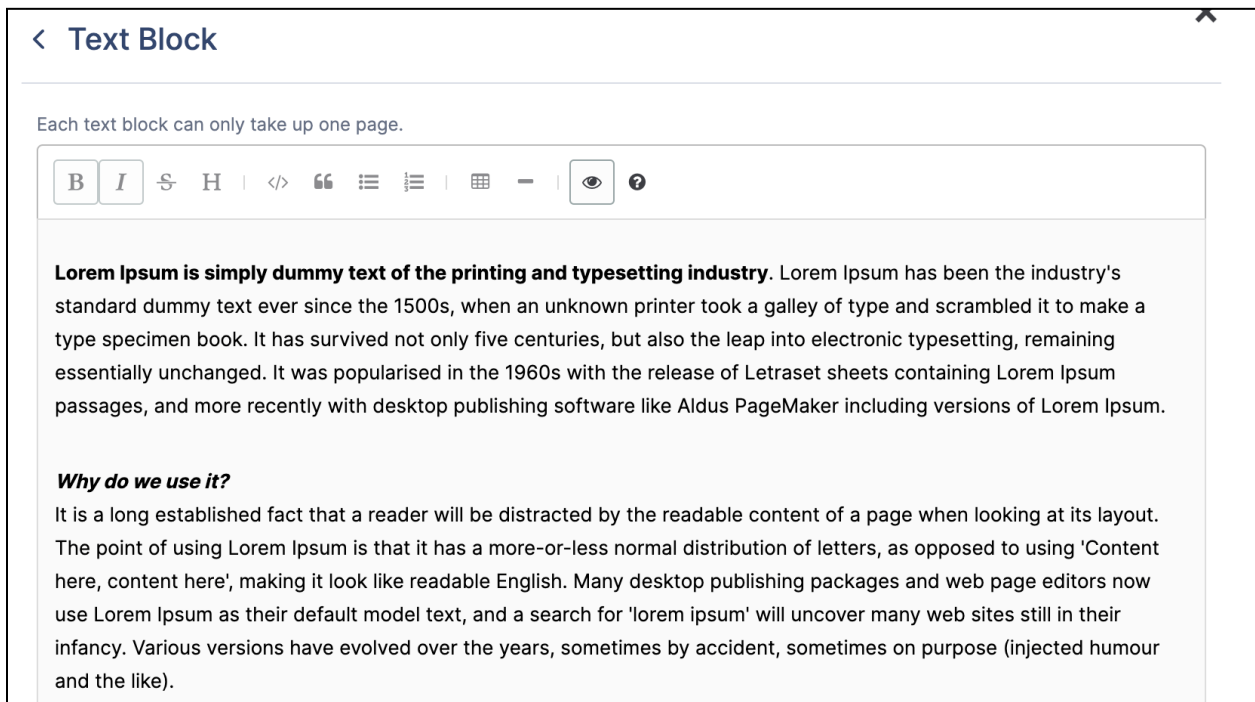 Text Block
Each text block can only take up one page.
B I S H
Lorem Ipsum is simply dummy text of the printing and typesetting industry. Lorem Ipsum has been the industry's
standard dummy text ever since the 1500s, when an unknown printer took a galley of type and scrambled it to make a
type specimen book. It has survived not only five centuries, but also the leap into electronic typesetting, remaining
essentially unchanged. It was popularised in the 1960s with the release of Letraset sheets containing Lorem Ipsum
passages, and more recently with desktop publishing software like Aldus PageMaker including versions of Lorem Ipsum.
Why do we use it?
It is a long established fact that a reader will be distracted by the readable content of a page when looking at its layout.
The point of using Lorem Ipsum is that it has a more-or-less normal distribution of letters, as opposed to using 'Content
here, content here', making it look like readable English. Many desktop publishing packages and web page editors now
use Lorem Ipsum as their default model text, and a search for 'lorem ipsum' will uncover many web sites still in their
infancy. Various versions have evolved over the years, sometimes by accident, sometimes on purpose (injected humour
and the like).